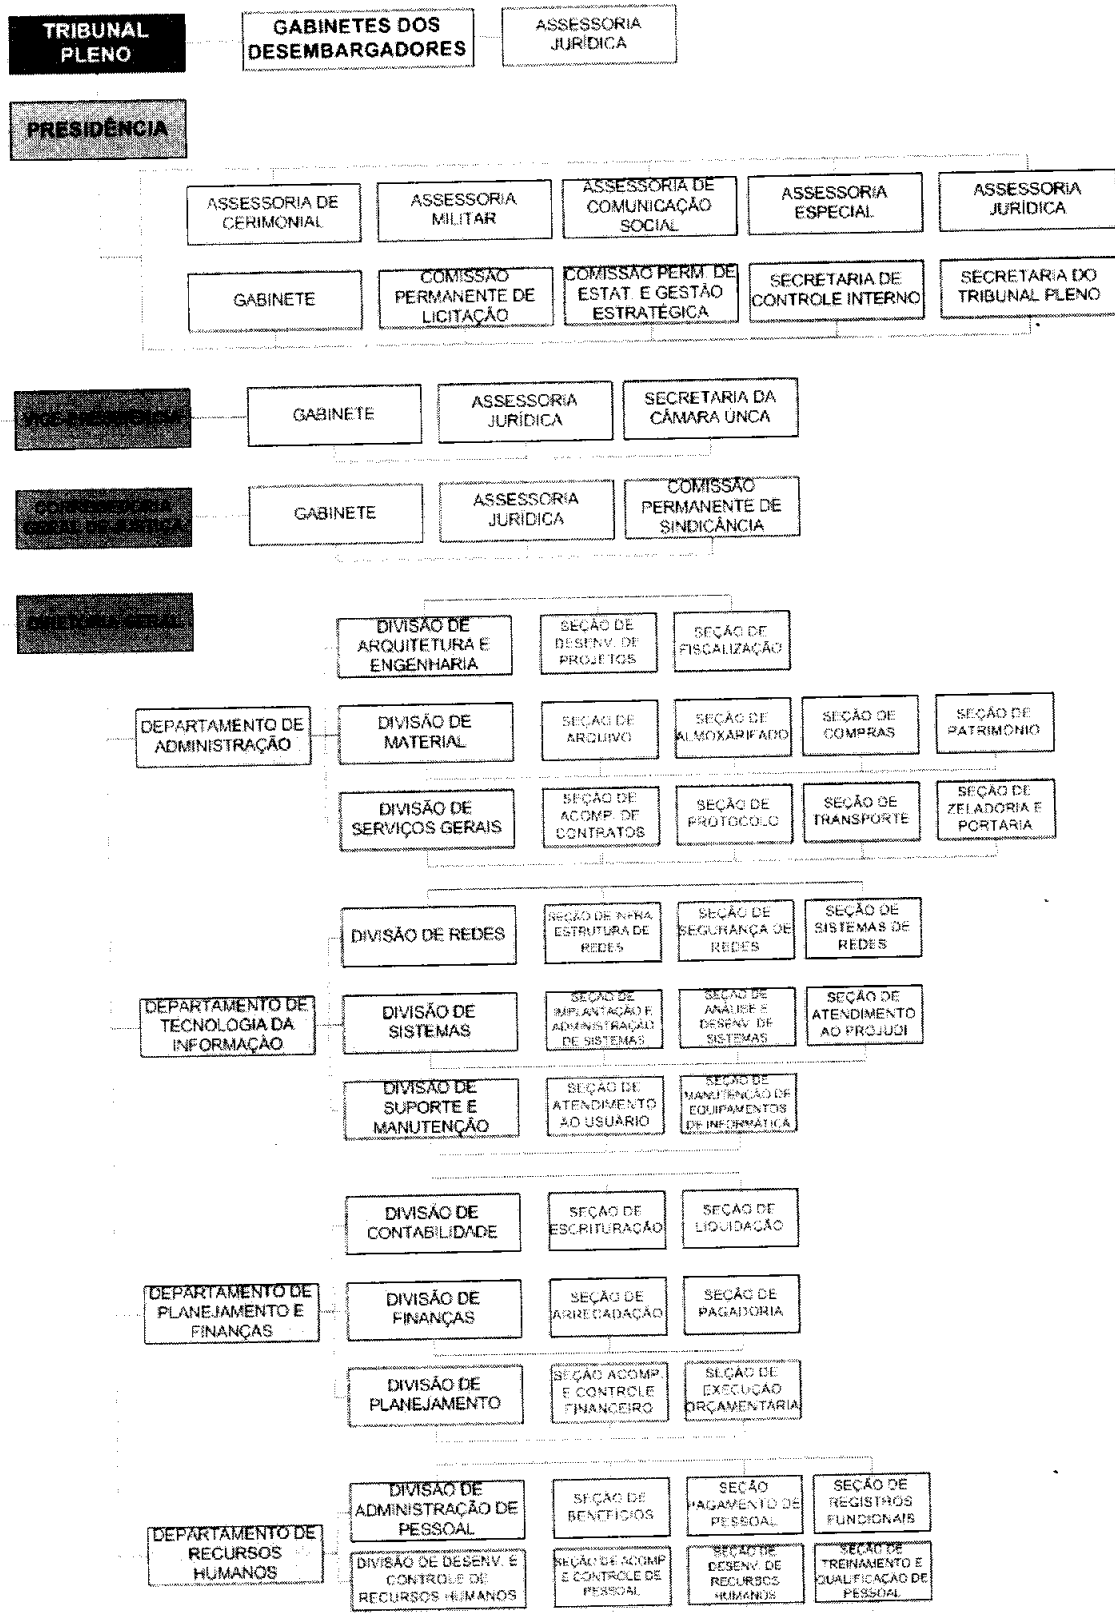 TRIBUNAL
PLENO
GABINETES DOS
DESEMBARGADORES
ASSESSORIA
JURÍDICA
PRESIDÊNCIA
ASSESSORIA DE
CERIMONIAL
ASSESSORIA
MILITAR
ASSESSORIA DE
COMUNICAÇÃO
SOCIAL
ASSESSORIA
ESPECIAL
ASSESSORIA
JURÍDICA
GABINETE
COMISSÃO
PERMANENTE DE
LICITAÇÃO
COMISSÃO PERM. DE
ESTAT. E GESTÃO
ESTRATÉGICA
SECRETARIA DE
CONTROLE INTERNO
SECRETARIA DO
TRIBUNAL PLENO
VICE-PRESIDÊNCIA
GABINETE
ASSESSORIA
JURÍDICA
SECRETARIA DA
CÂMARA ÚNCA
CORREGEDORIA
GERAL DE JUSTIÇA
GABINETE
ASSESSORIA
JURÍDICA
COMISSÃO
PERMANENTE DE
SINDICÂNCIA
DIRETORIA GERAL
DIVISÃO DE
ARQUITETURA E
ENGENHARIA
SEÇÃO DE
DESENV. DE
PROJETOS
SEÇÃO DE
FISCALIZAÇÃO
DEPARTAMENTO DE
ADMINISTRAÇÃO
DIVISÃO DE
MATERIAL
SEÇÃO DE
ARQUIVO
SEÇÃO DE
ALMOXARIFADO
SEÇÃO DE
COMPRAS
SEÇÃO DE
PATRIMÔNIO
DIVISÃO DE
SERVIÇOS GERAIS
SEÇÃO DE
ACOMP. DE
CONTRATOS
SEÇÃO DE
PROTOCOLO
SEÇÃO DE
TRANSPORTE
SEÇÃO DE
ZELADORIA E
PORTARIA
DIVISÃO DE REDES
SEÇÃO DE INFRA
ESTRUTURA DE
REDES
SEÇÃO DE
SEGURANÇA DE
REDES
SEÇÃO DE
SISTEMAS DE
REDES
DEPARTAMENTO DE
TECNOLOGIA DA
INFORMAÇÃO
DIVISÃO DE
SISTEMAS
SEÇÃO DE
IMPLANTAÇÃO E
ADMINISTRAÇÃO
DE SISTEMAS
SEÇÃO DE
ANÁLISE E
DESENV. DE
SISTEMAS
SEÇÃO DE
ATENDIMENTO
AO PROJUDI
DIVISÃO DE
SUPORTE E
MANUTENÇÃO
SEÇÃO DE
ATENDIMENTO
AO USUÁRIO
SEÇÃO DE
MANUTENÇÃO DE
EQUIPAMENTOS
DE INFORMÁTICA
DIVISÃO DE
CONTABILIDADE
SEÇÃO DE
ESCRITURAÇÃO
SEÇÃO DE
LIQUIDAÇÃO
DEPARTAMENTO DE
PLANEJAMENTO E
FINANÇAS
DIVISÃO DE
FINANÇAS
SEÇÃO DE
ARRECADAÇÃO
SEÇÃO DE
PAGADORIA
DIVISÃO DE
PLANEJAMENTO
SEÇÃO ACOMP.
E CONTROLE
FINANCEIRO
SEÇÃO DE
EXECUÇÃO
ORÇAMENTÁRIA
DEPARTAMENTO DE
RECURSOS
HUMANOS
DIVISÃO DE
ADMINISTRAÇÃO DE
PESSOAL
SEÇÃO DE
BENEFÍCIOS
SEÇÃO
PAGAMENTO DE
PESSOAL
SEÇÃO DE
REGISTROS
FUNCIONAIS
DIVISÃO DE DESENV. E
CONTROLE DE
RECURSOS HUMANOS
SEÇÃO DE ACOMP
E CONTROLE DE
PESSOAL
SEÇÃO DE
DESENV. DE
RECURSOS
HUMANOS
SEÇÃO DE
TREINAMENTO E
QUALIFICAÇÃO DE
PESSOAL